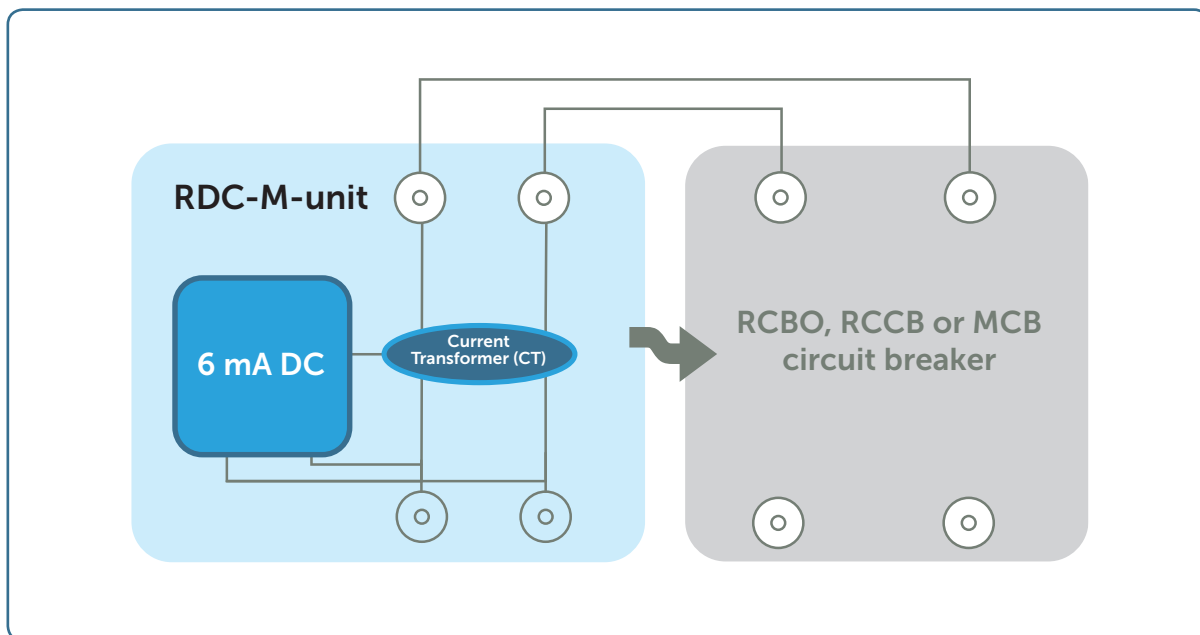 RDC-M-unit
6 mA DC
Current
Transformer (CT)
RCBO, RCCB or MCB
circuit breaker